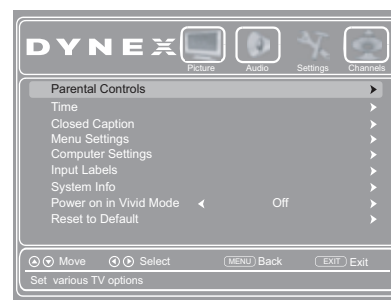 DYNEX
Picture Audio Settings Channels
Parental Controls
Time
Closed Caption
Menu Settings
Computer Settings
Input Labels
System Info
Power on in Vivid Mode Off
Reset to Default
Move Select MENU Back EXIT Exit
Set various TV options